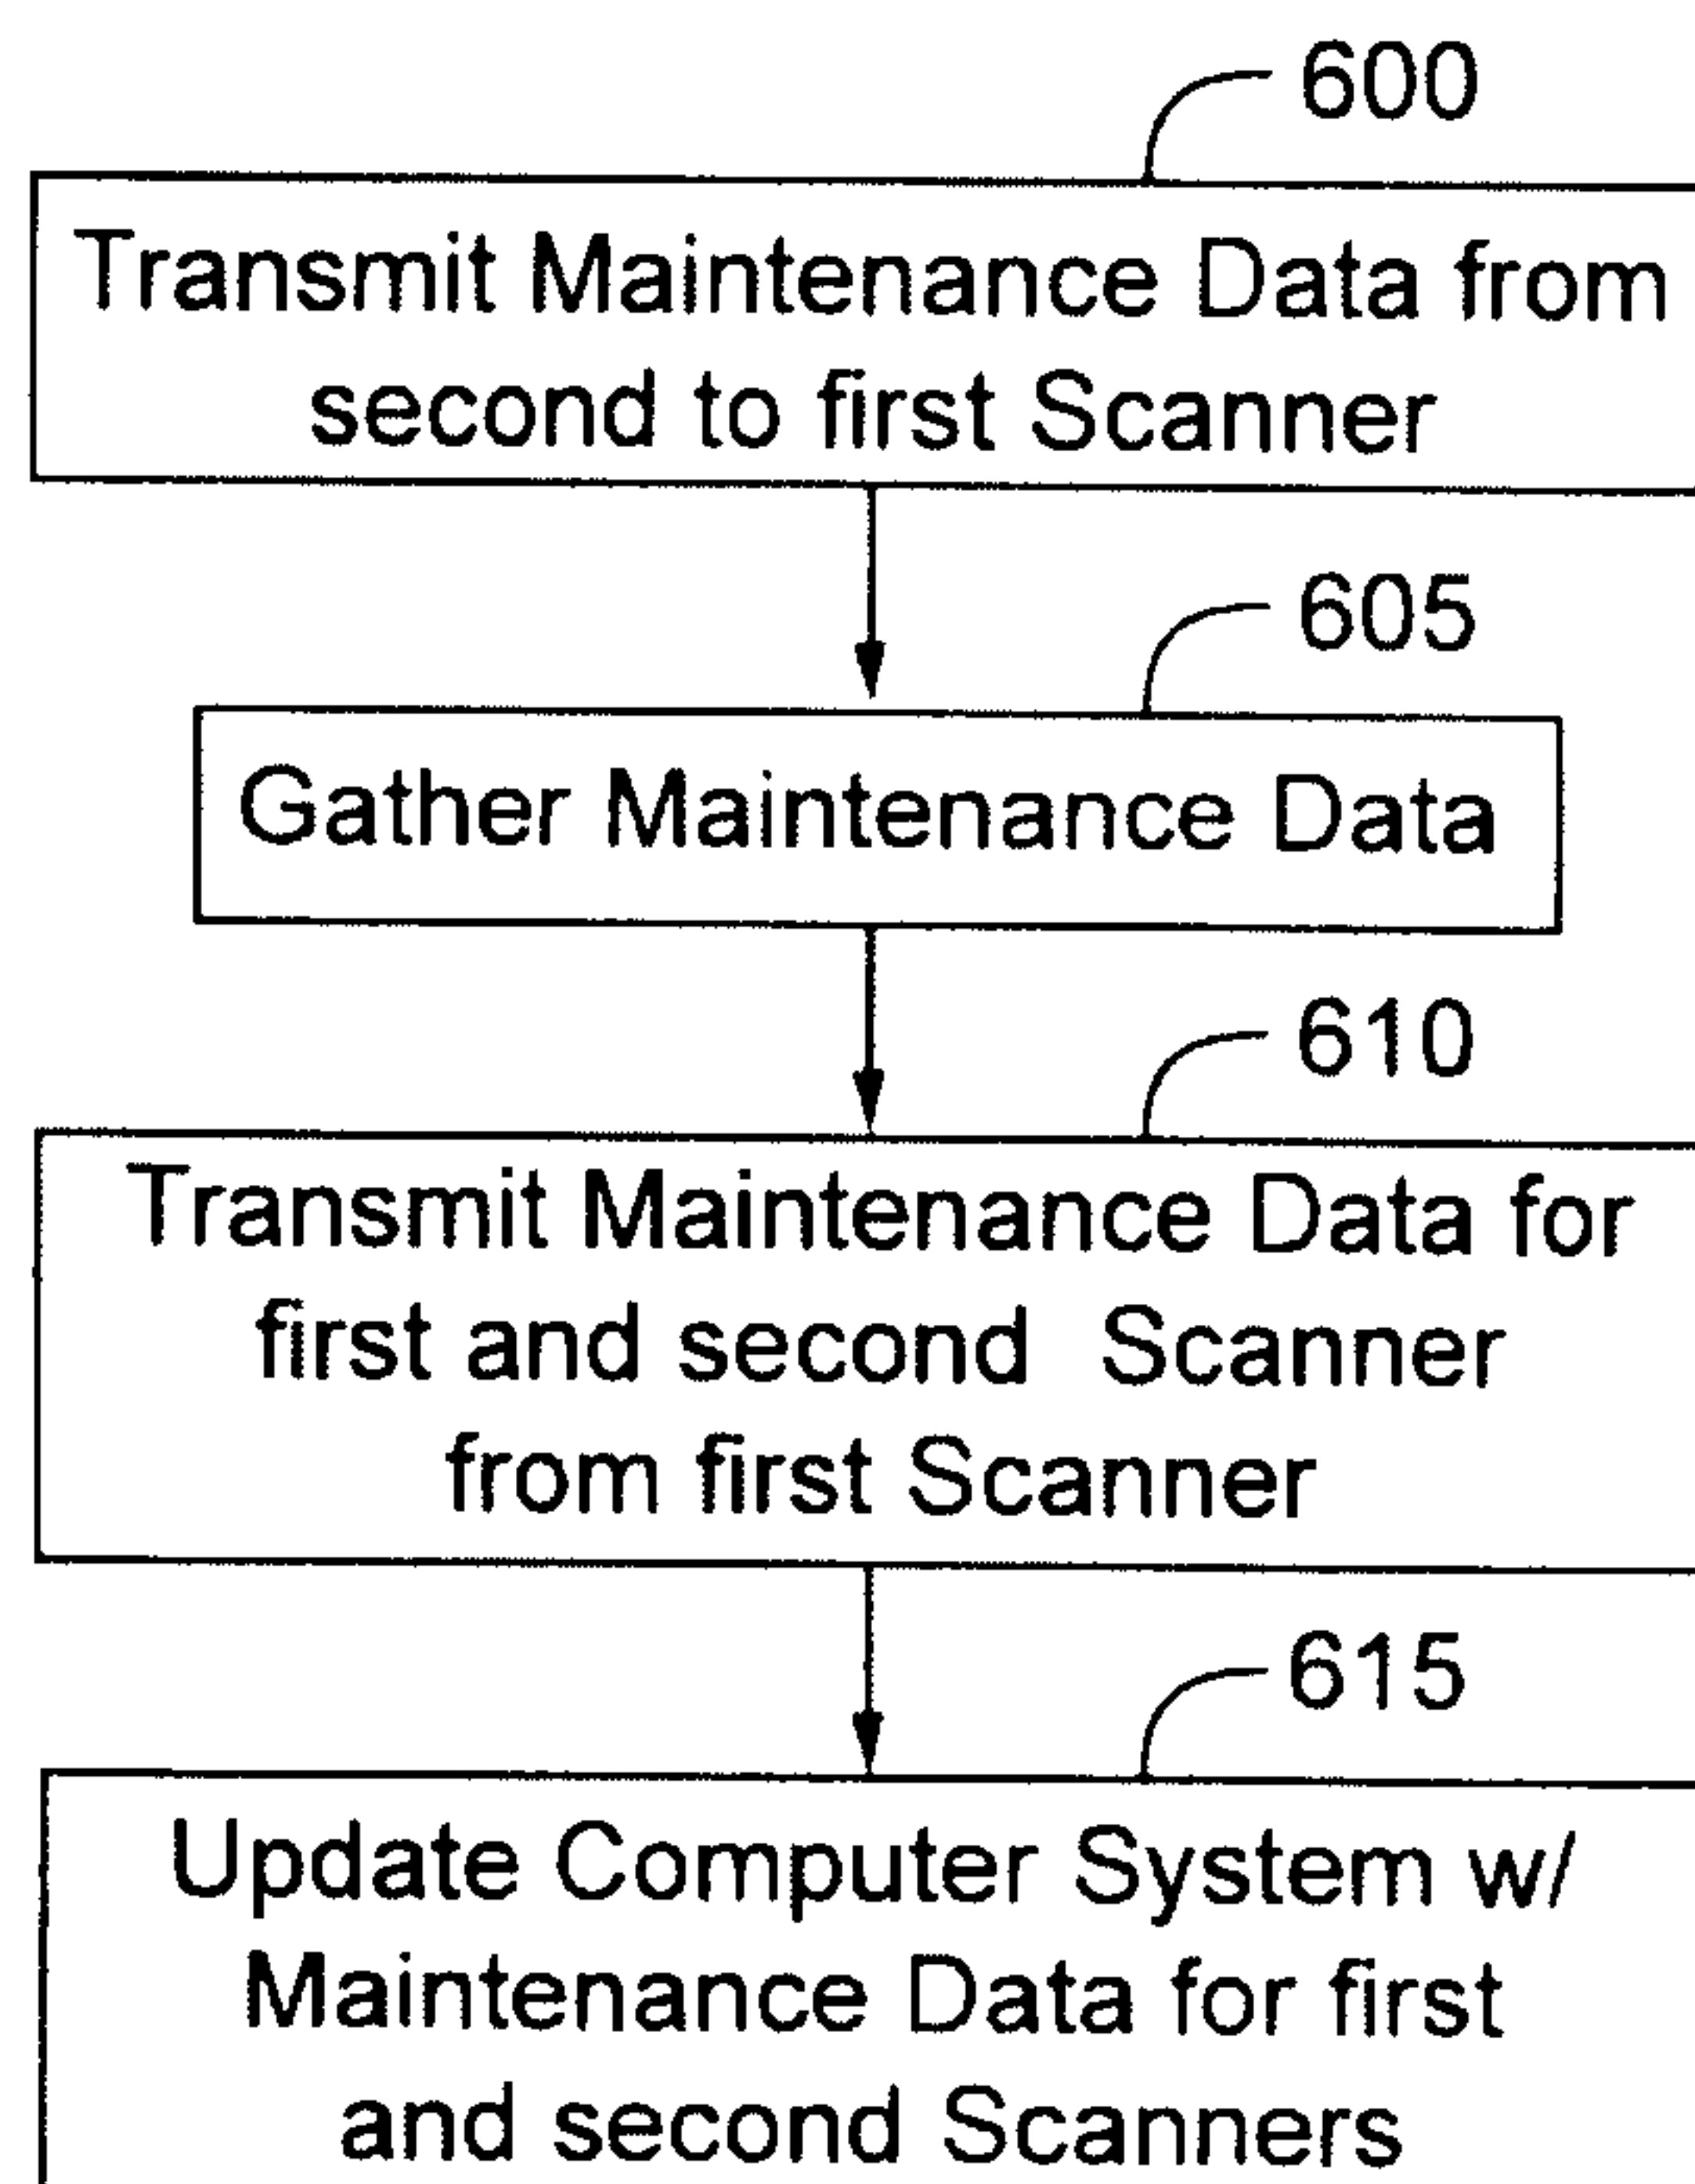 600
Transmit Maintenance Data from
second to first Scanner
605
Gather Maintenance Data
610
Transmit Maintenance Data for
first and second Scanner
from first Scanner
615
Update Computer System w/
Maintenance Data for first
and second Scanners